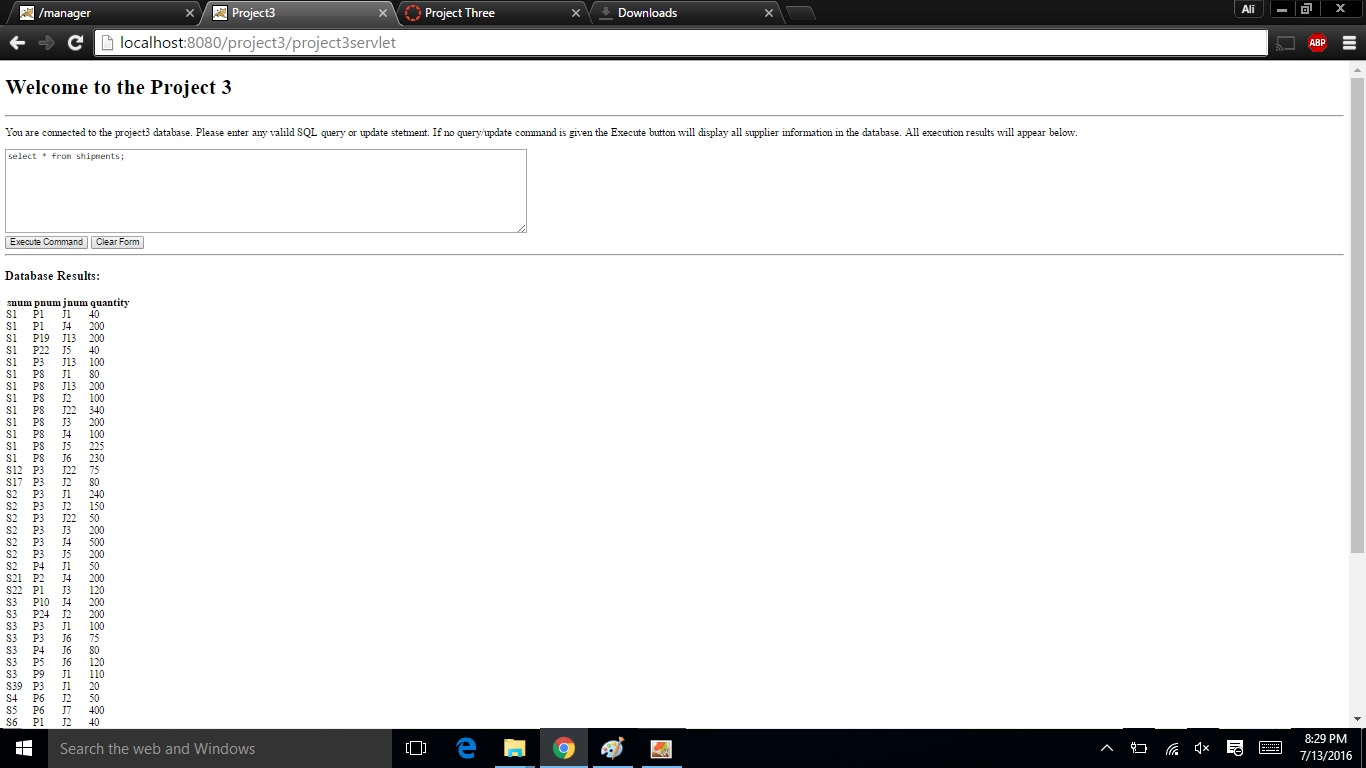 /manager
Project3
Project Three
Downloads
Ali
localhost:8080/project3/project3servlet
ABP
Welcome to the Project 3
You are connected to the project3 database. Please enter any valild SQL query or update stetment. If no query/update command is given the Execute button will display all supplier information in the database. All execution results will appear below.
select * from shipments;
Execute Command Clear Form
Database Results:
snum pnum jnum quantity
S1 P1 J1 40
S1 P1 J4 200
S1 P19 J13 200
S1 P22 J5 40
S1 P3 J13 100
S1 P8 J1 80
S1 P8 J13 200
S1 P8 J2 100
S1 P8 J22 340
S1 P8 J3 200
S1 P8 J4 100
S1 P8 J5 225
S1 P8 J6 230
S12 P3 J22 75
S17 P3 J2 80
S2 P3 J1 240
S2 P3 J2 150
S2 P3 J22 50
S2 P3 J3 200
S2 P3 J4 500
S2 P3 J5 200
S2 P4 J1 50
S21 P2 J4 200
S22 P1 J3 120
S3 P10 J4 200
S3 P24 J2 200
S3 P3 J1 100
S3 P3 J6 75
S3 P4 J6 80
S3 P5 J6 120
S3 P9 J1 110
S39 P3 J1 20
S4 P6 J2 50
S5 P6 J7 400
S6 P1 J2 40
Search the web and Windows
8:29 PM
7/13/2016